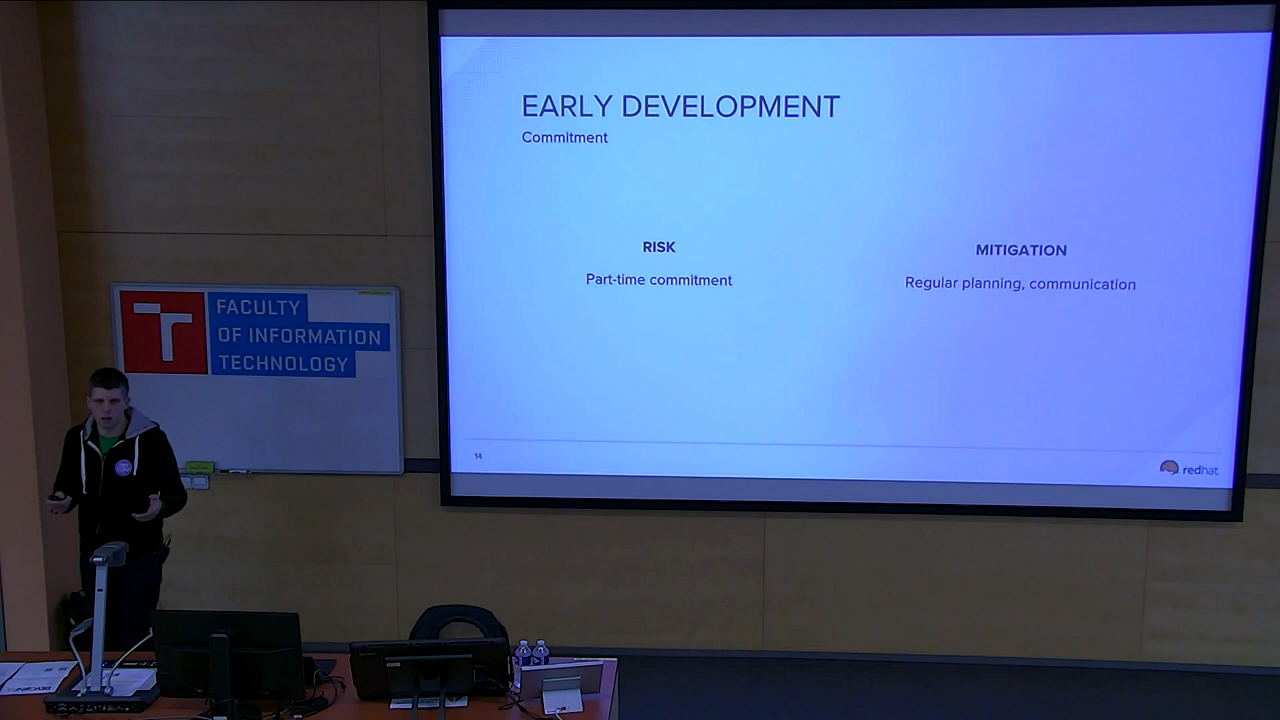 EARLY DEVELOPMENT
Commitment
RISK
Part-time commitment
MITIGATION
Regular planning, communication
14
redhat
T
FACULTY
OF INFORMATION
TECHNOLOGY